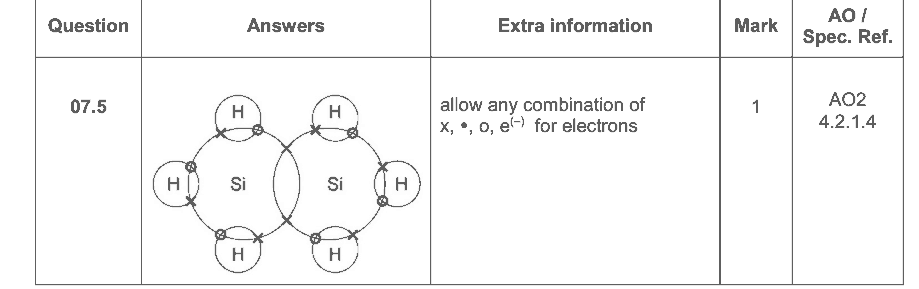 Question Answers Extra information Mark AO /
Spec. Ref.
07.5
H H
H Si Si H
H H
allow any combination of
x, •, o, e(-) for electrons
1
AO2
4.2.1.4